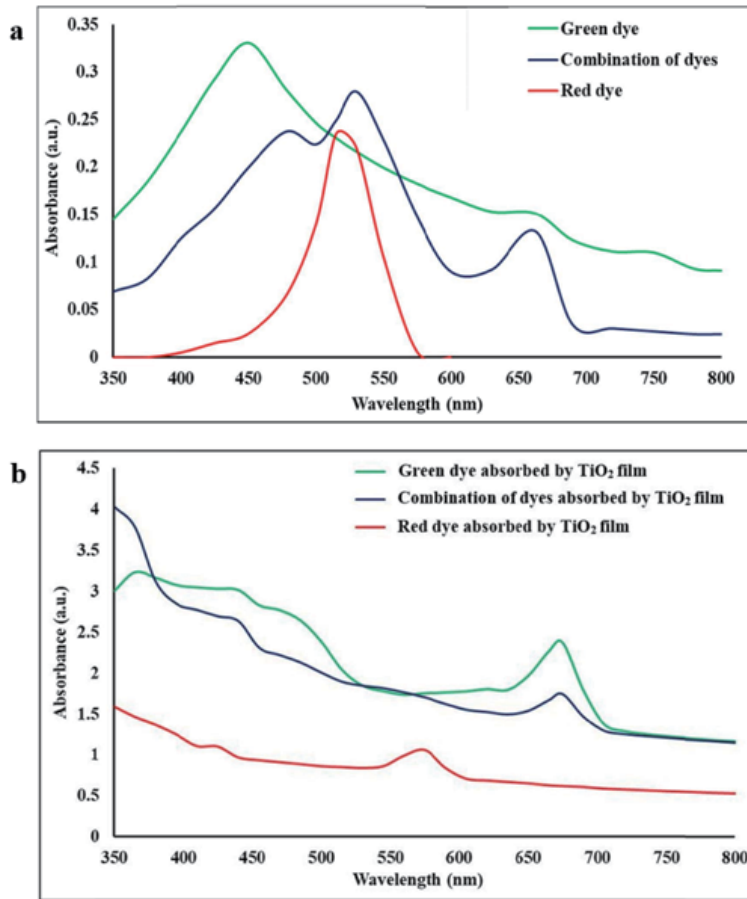 a
0.35
0.3
0.25
0.2
0.15
0.1
0.05
0
Absorbance (a.u.)
Green dye
Combination of dyes
Red dye
350 400 450 500 550 600 650 700 750 800
Wavelength (nm)
b
4.5
4
3.5
3
2.5
2
1.5
1
0.5
0
Absorbance (a.u.)
Green dye absorbed by TiO₂ film
Combination of dyes absorbed by TiO₂ film
Red dye absorbed by TiO₂ film
350 400 450 500 550 600 650 700 750 800
Wavelength (nm)